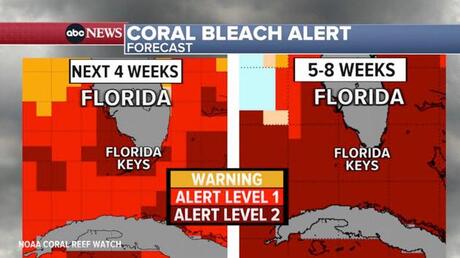 abc NEWS
CORAL BLEACH ALERT
FORECAST
NEXT 4 WEEKS
FLORIDA
FLORIDA
KEYS
5-8 WEEKS
FLORIDA
FLORIDA
KEYS
WARNING
ALERT LEVEL 1
ALERT LEVEL 2
NOAA CORAL REEF WATCH